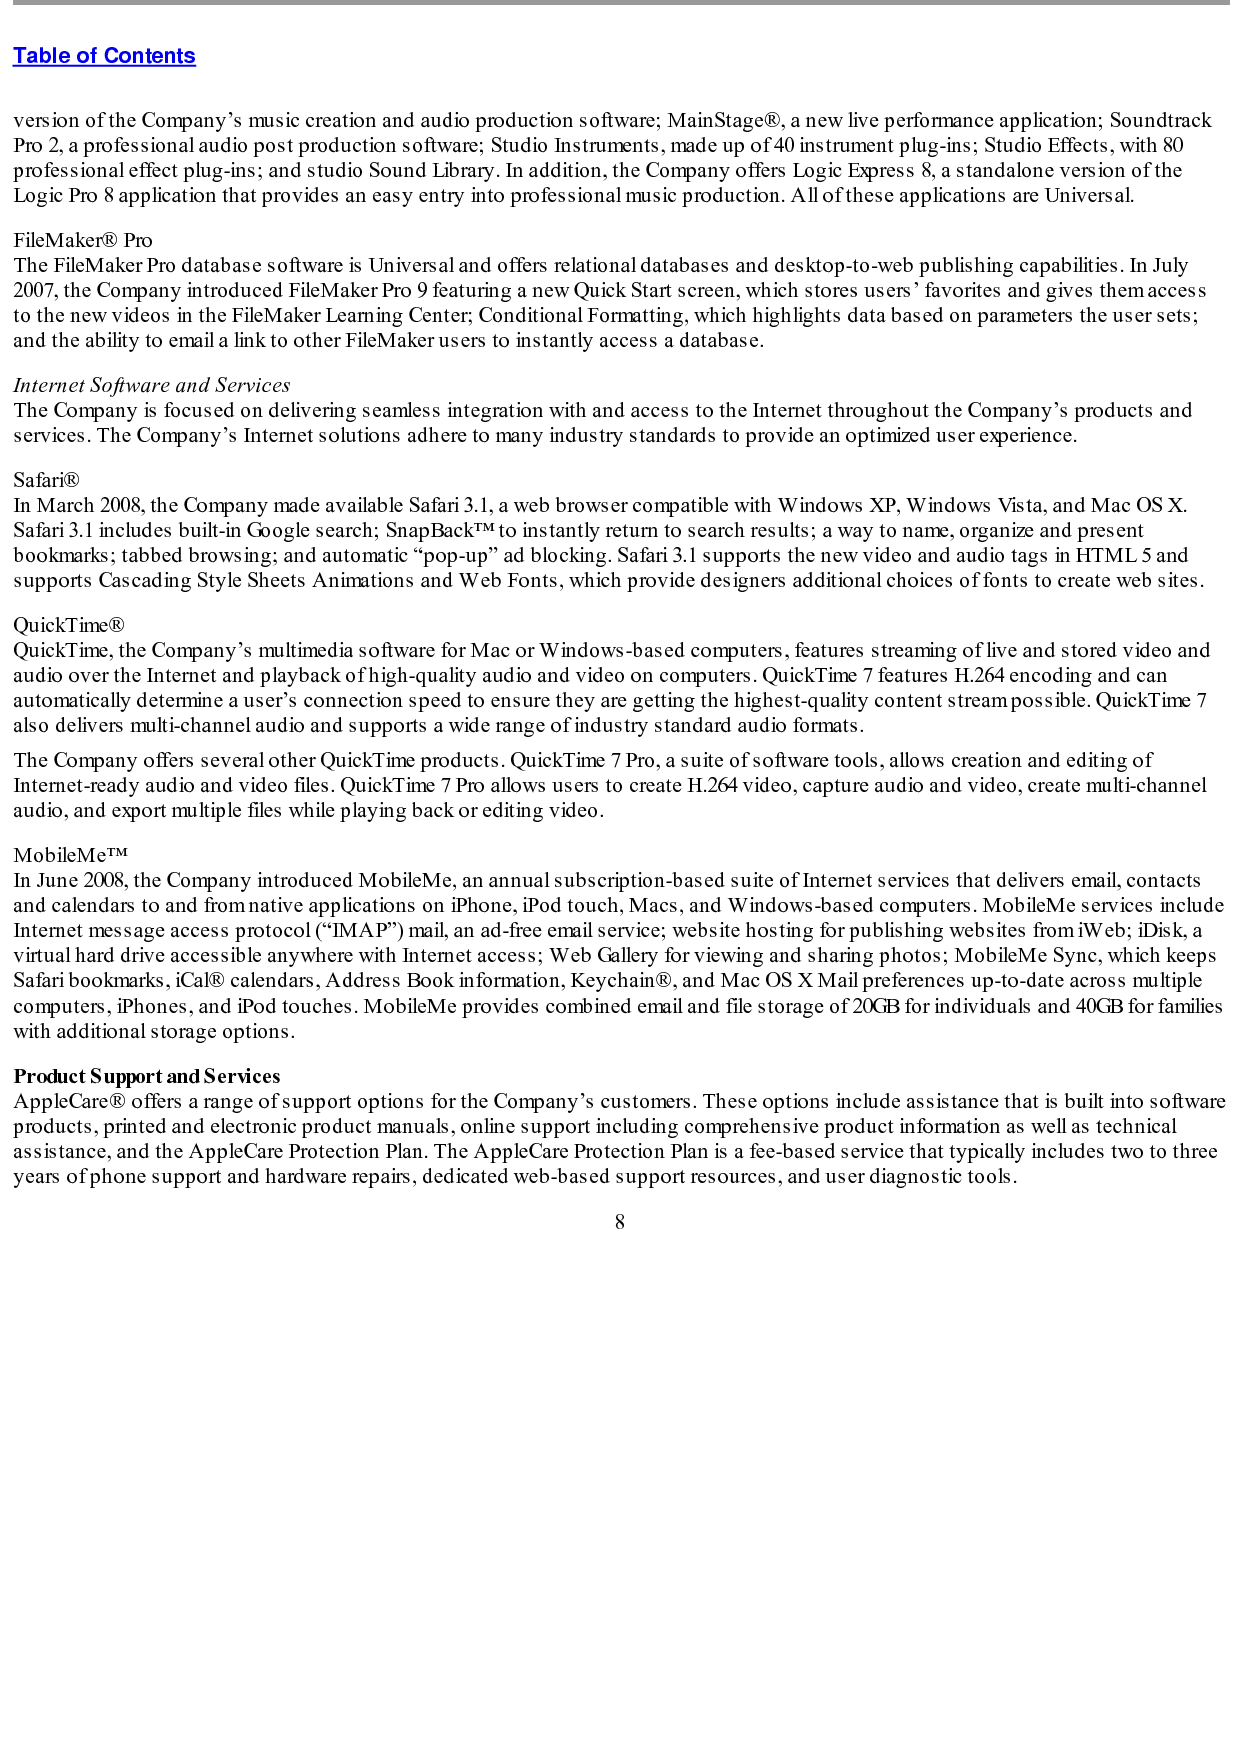 Table of Contents
version of the Company’s music creation and audio production software; MainStage®, a new live performance application; Soundtrack
Pro 2, a professional audio post production software; Studio Instruments, made up of 40 instrument plug-ins; Studio Effects, with 80
professional effect plug-ins; and studio Sound Library. In addition, the Company offers Logic Express 8, a standalone version of the
Logic Pro 8 application that provides an easy entry into professional music production. All of these applications are Universal.
FileMaker® Pro
The FileMaker Pro database software is Universal and offers relational databases and desktop-to-web publishing capabilities. In July
2007, the Company introduced FileMaker Pro 9 featuring a new Quick Start screen, which stores users’ favorites and gives them access
to the new videos in the FileMaker Learning Center; Conditional Formatting, which highlights data based on parameters the user sets;
and the ability to email a link to other FileMaker users to instantly access a database.
Internet Software and Services
The Company is focused on delivering seamless integration with and access to the Internet throughout the Company’s products and
services. The Company’s Internet solutions adhere to many industry standards to provide an optimized user experience.
Safari®
In March 2008, the Company made available Safari 3.1, a web browser compatible with Windows XP, Windows Vista, and Mac OS X.
Safari 3.1 includes built-in Google search; SnapBack™ to instantly return to search results; a way to name, organize and present
bookmarks; tabbed browsing; and automatic “pop-up” ad blocking. Safari 3.1 supports the new video and audio tags in HTML 5 and
supports Cascading Style Sheets Animations and Web Fonts, which provide designers additional choices of fonts to create web sites.
QuickTime®
QuickTime, the Company’s multimedia software for Mac or Windows-based computers, features streaming of live and stored video and
audio over the Internet and playback of high-quality audio and video on computers. QuickTime 7 features H.264 encoding and can
automatically determine a user’s connection speed to ensure they are getting the highest-quality content stream possible. QuickTime 7
also delivers multi-channel audio and supports a wide range of industry standard audio formats.
The Company offers several other QuickTime products. QuickTime 7 Pro, a suite of software tools, allows creation and editing of
Internet-ready audio and video files. QuickTime 7 Pro allows users to create H.264 video, capture audio and video, create multi-channel
audio, and export multiple files while playing back or editing video.
MobileMe™
In June 2008, the Company introduced MobileMe, an annual subscription-based suite of Internet services that delivers email, contacts
and calendars to and from native applications on iPhone, iPod touch, Macs, and Windows-based computers. MobileMe services include
Internet message access protocol (“IMAP”) mail, an ad-free email service; website hosting for publishing websites from iWeb; iDisk, a
virtual hard drive accessible anywhere with Internet access; Web Gallery for viewing and sharing photos; MobileMe Sync, which keeps
Safari bookmarks, iCal® calendars, Address Book information, Keychain®, and Mac OS X Mail preferences up-to-date across multiple
computers, iPhones, and iPod touches. MobileMe provides combined email and file storage of 20GB for individuals and 40GB for families
with additional storage options.
Product Support and Services
AppleCare® offers a range of support options for the Company’s customers. These options include assistance that is built into software
products, printed and electronic product manuals, online support including comprehensive product information as well as technical
assistance, and the AppleCare Protection Plan. The AppleCare Protection Plan is a fee-based service that typically includes two to three
years of phone support and hardware repairs, dedicated web-based support resources, and user diagnostic tools.
8